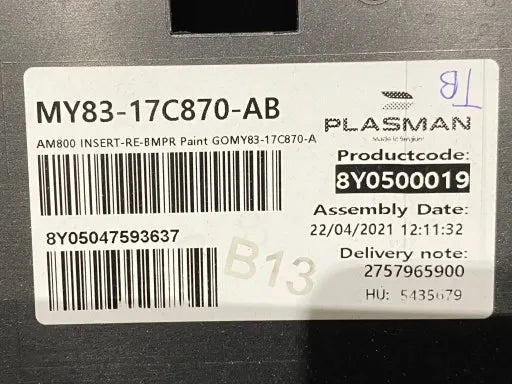 MY83-17C870-AB
AM800 INSERT-RE-BMPR Paint GOMY83-17C870-A
8Y05047593637
B13
TB
PLASMAN
Productcode:
8Y0500019
Assembly Date:
22/04/2021 12:11:32
Delivery note:
2757965900
HU: 5435679